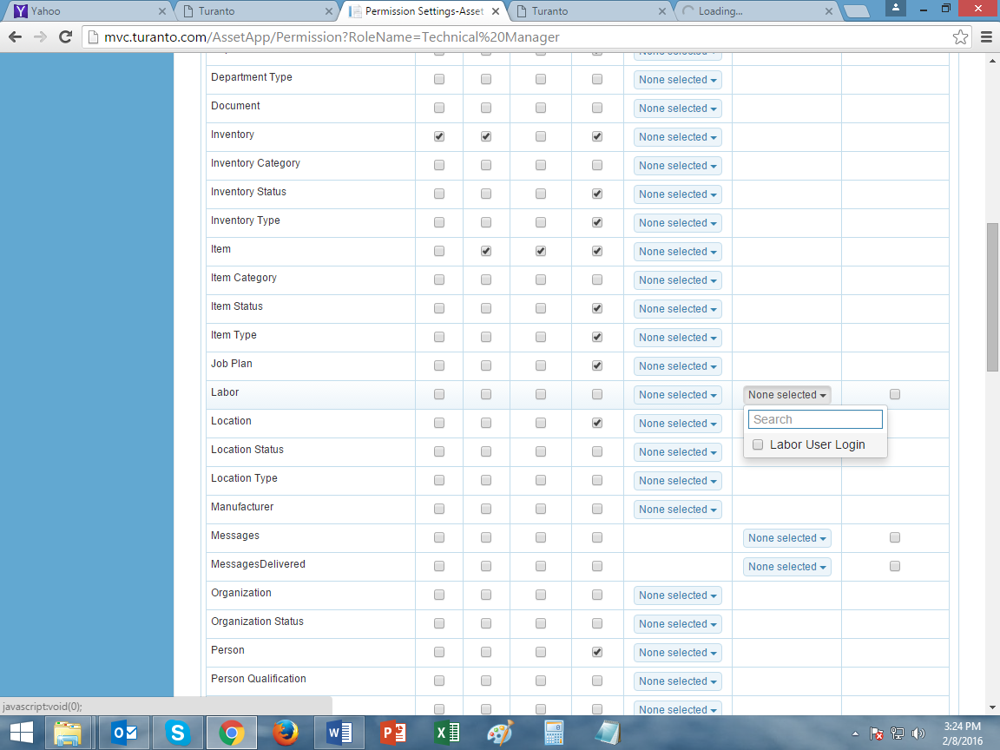 Yahoo
Turanto
Permission Settings-Asset
Turanto
Loading...
mvc.turanto.com/AssetApp/Permission?RoleName=Technical%20Manager
Department Type None selected
Document None selected
Inventory None selected
Inventory Category None selected
Inventory Status None selected
Inventory Type None selected
Item None selected
Item Category None selected
Item Status None selected
Item Type None selected
Job Plan None selected
Labor None selected None selected
Search
Location None selected
Labor User Login
Location Status None selected
Location Type None selected
Manufacturer None selected
Messages None selected
MessagesDelivered None selected
Organization None selected
Organization Status None selected
Person None selected
Person Qualification None selected
None selected
javascript:void(0);
3:24 PM
2/8/2016